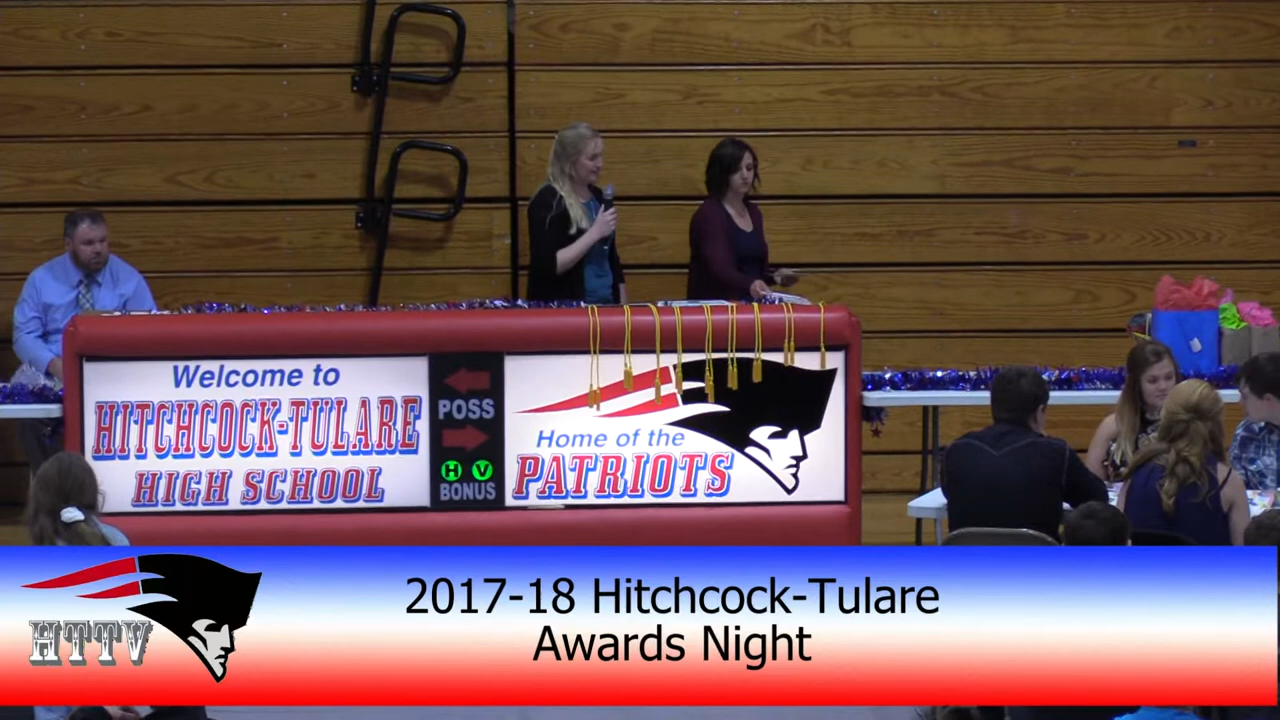 Welcome to
HITCHCOCK-TULARE
HIGH SCHOOL
POSS
H V
BONUS
Home of the
PATRIOTS
HTTV
2017-18 Hitchcock-Tulare
Awards Night